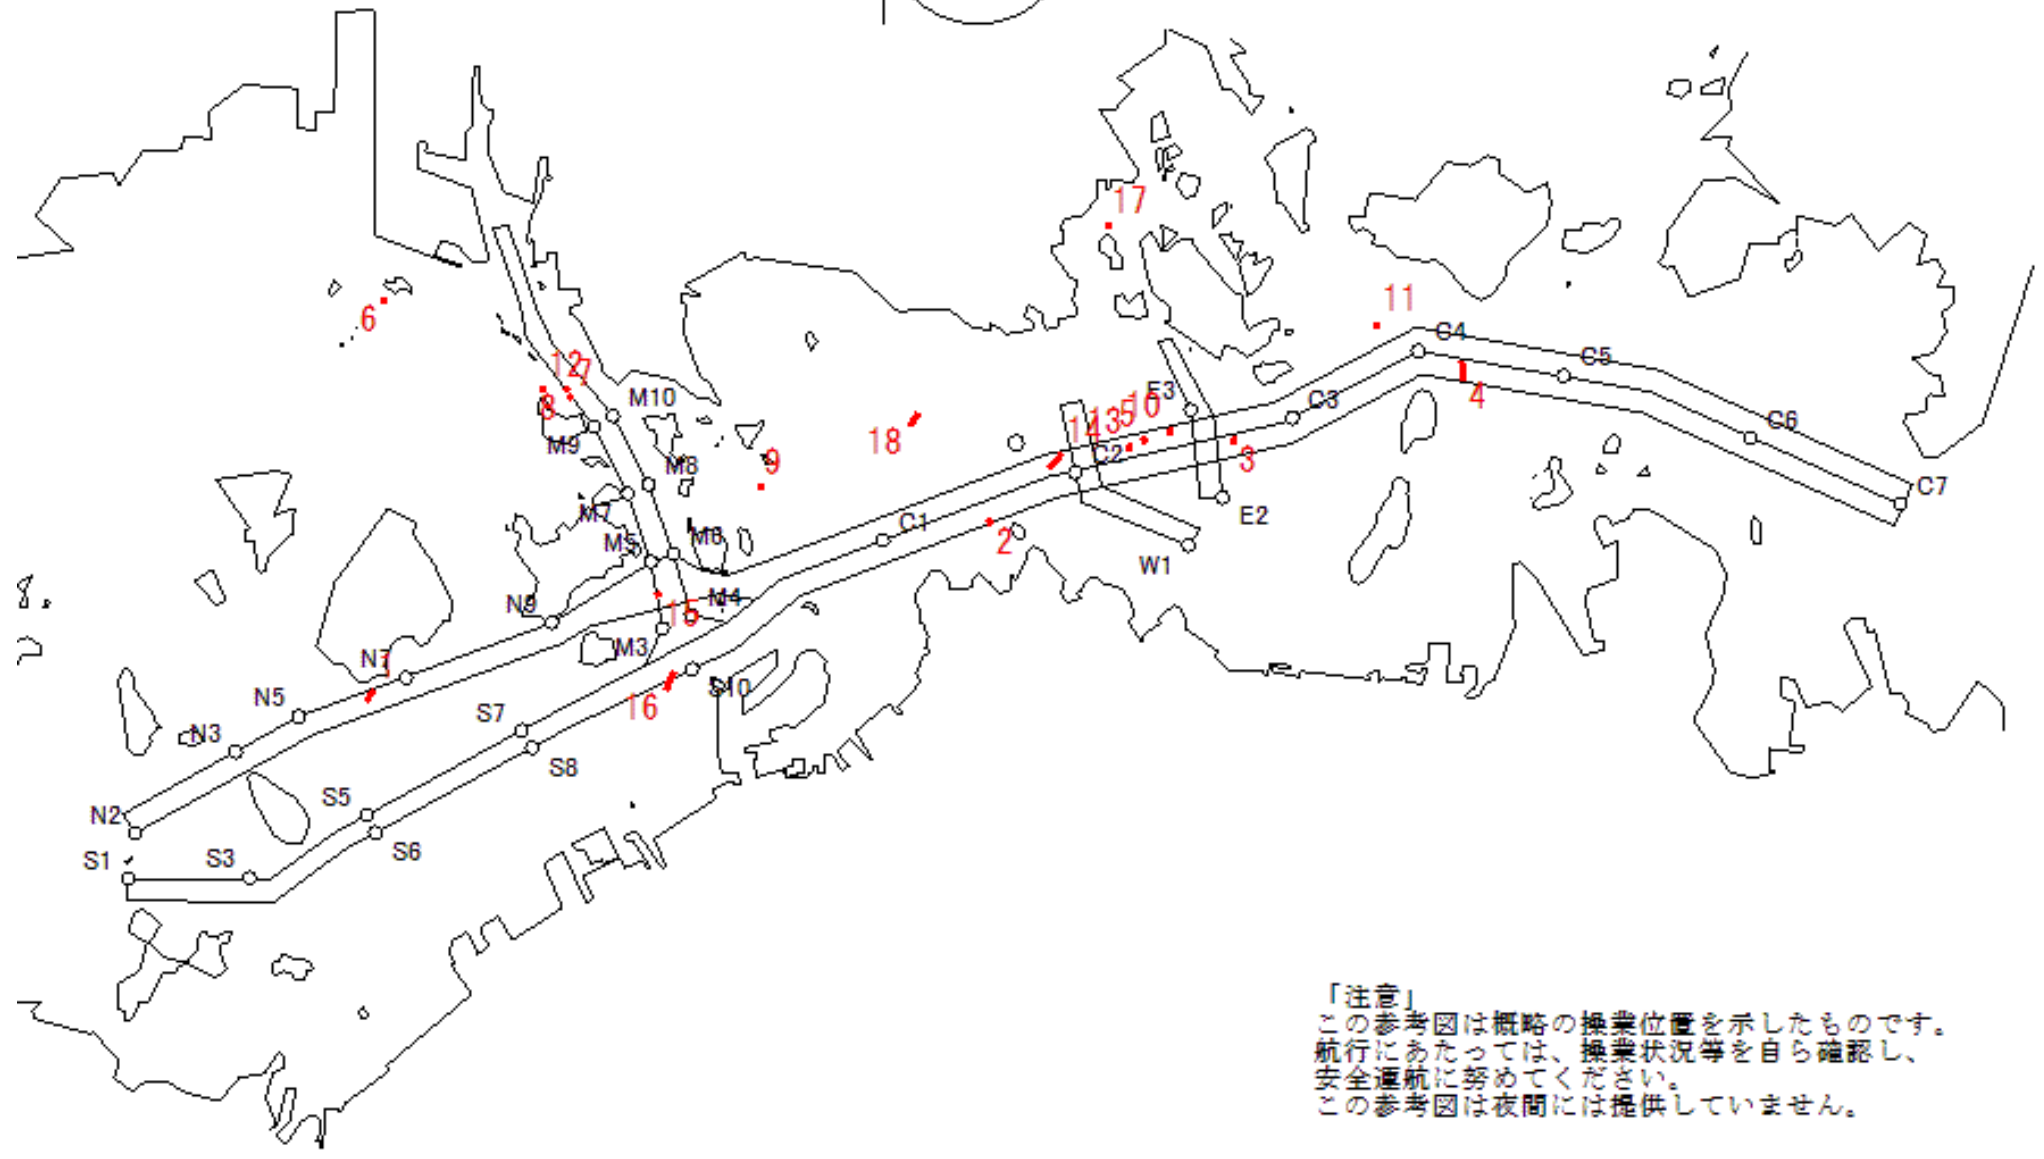 17
6
11
C4
C5
12
7
8
M10
E3
C3
4
10
5
13
14
C6
18
M9
C2
3
M8
9
C7
M7
C1
E2
M5
M6
2
W1
N9
M4
15
N7
1
M3
N5
S10
16
N3
S7
S8
N2
S5
S1
S3
S6
「注意」
この参考図は概略の操業位置を示したものです。
航行にあたっては、操業状況等を自ら確認し、
安全運航に努めてください。
この参考図は夜間には提供していません。